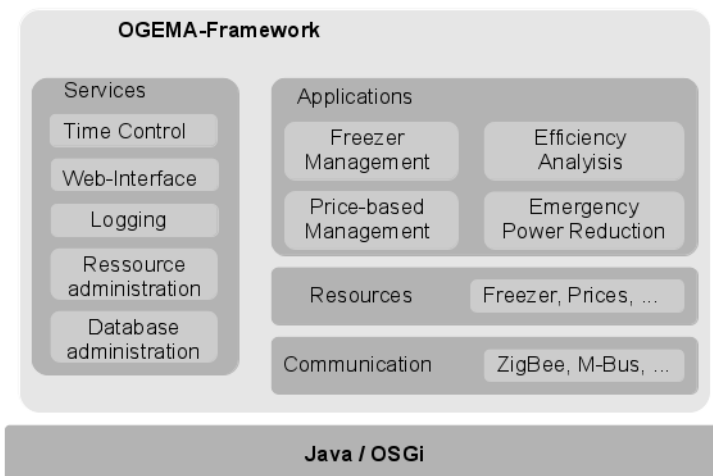 OGEMA-Framework
Services
Time Control
Web-Interface
Logging
Ressource
administration
Database
administration
Applications
Freezer
Management
Efficiency
Analyisis
Price-based
Management
Emergency
Power Reduction
Resources
Freezer, Prices, ...
Communication
ZigBee, M-Bus, ...
Java / OSGi